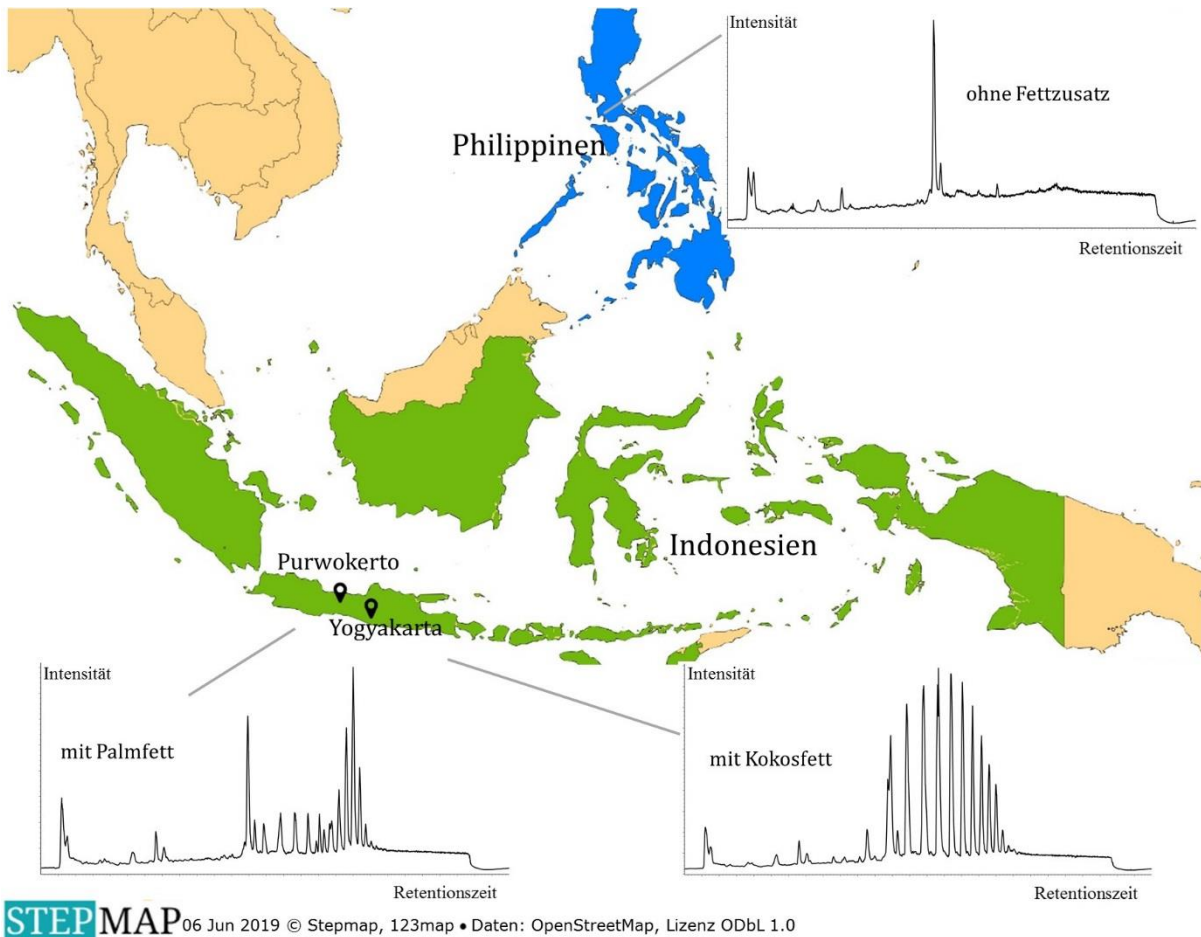 Intensität
ohne Fettzusatz
Retentionszeit
Philippinen
Indonesien
Purwokerto
Yogyakarta
Intensität
mit Palmfett
Retentionszeit
Intensität
mit Kokosfett
Retentionszeit
STEPMAP 06 Jun 2019 © Stepmap, 123map • Daten: OpenStreetMap, Lizenz ODbL 1.0